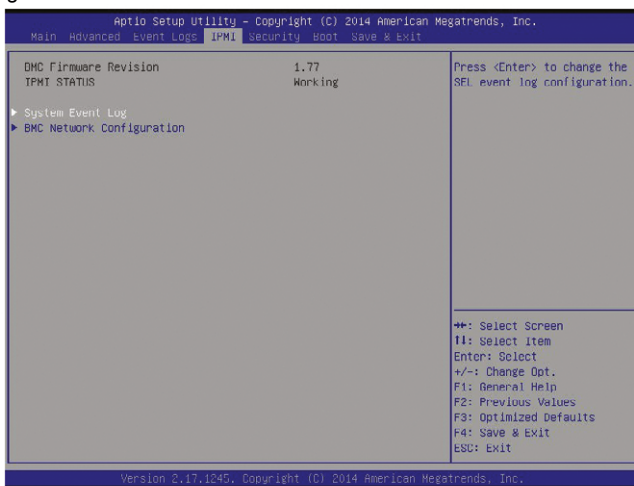 g
Aptio Setup Utility – Copyright (C) 2014 American Megatrends, Inc.
Main Advanced Event Logs IPMI Security Boot Save & Exit
BMC Firmware Revision 1.77
IPMI STATUS Working
▶ System Event Log
▶ BMC Network Configuration
Press <Enter> to change the
SEL event log configuration.
→←: Select Screen
↑↓: Select Item
Enter: Select
+/-: Change Opt.
F1: General Help
F2: Previous Values
F3: Optimized Defaults
F4: Save & Exit
ESC: Exit
Version 2.17.1245. Copyright (C) 2014 American Megatrends, Inc.